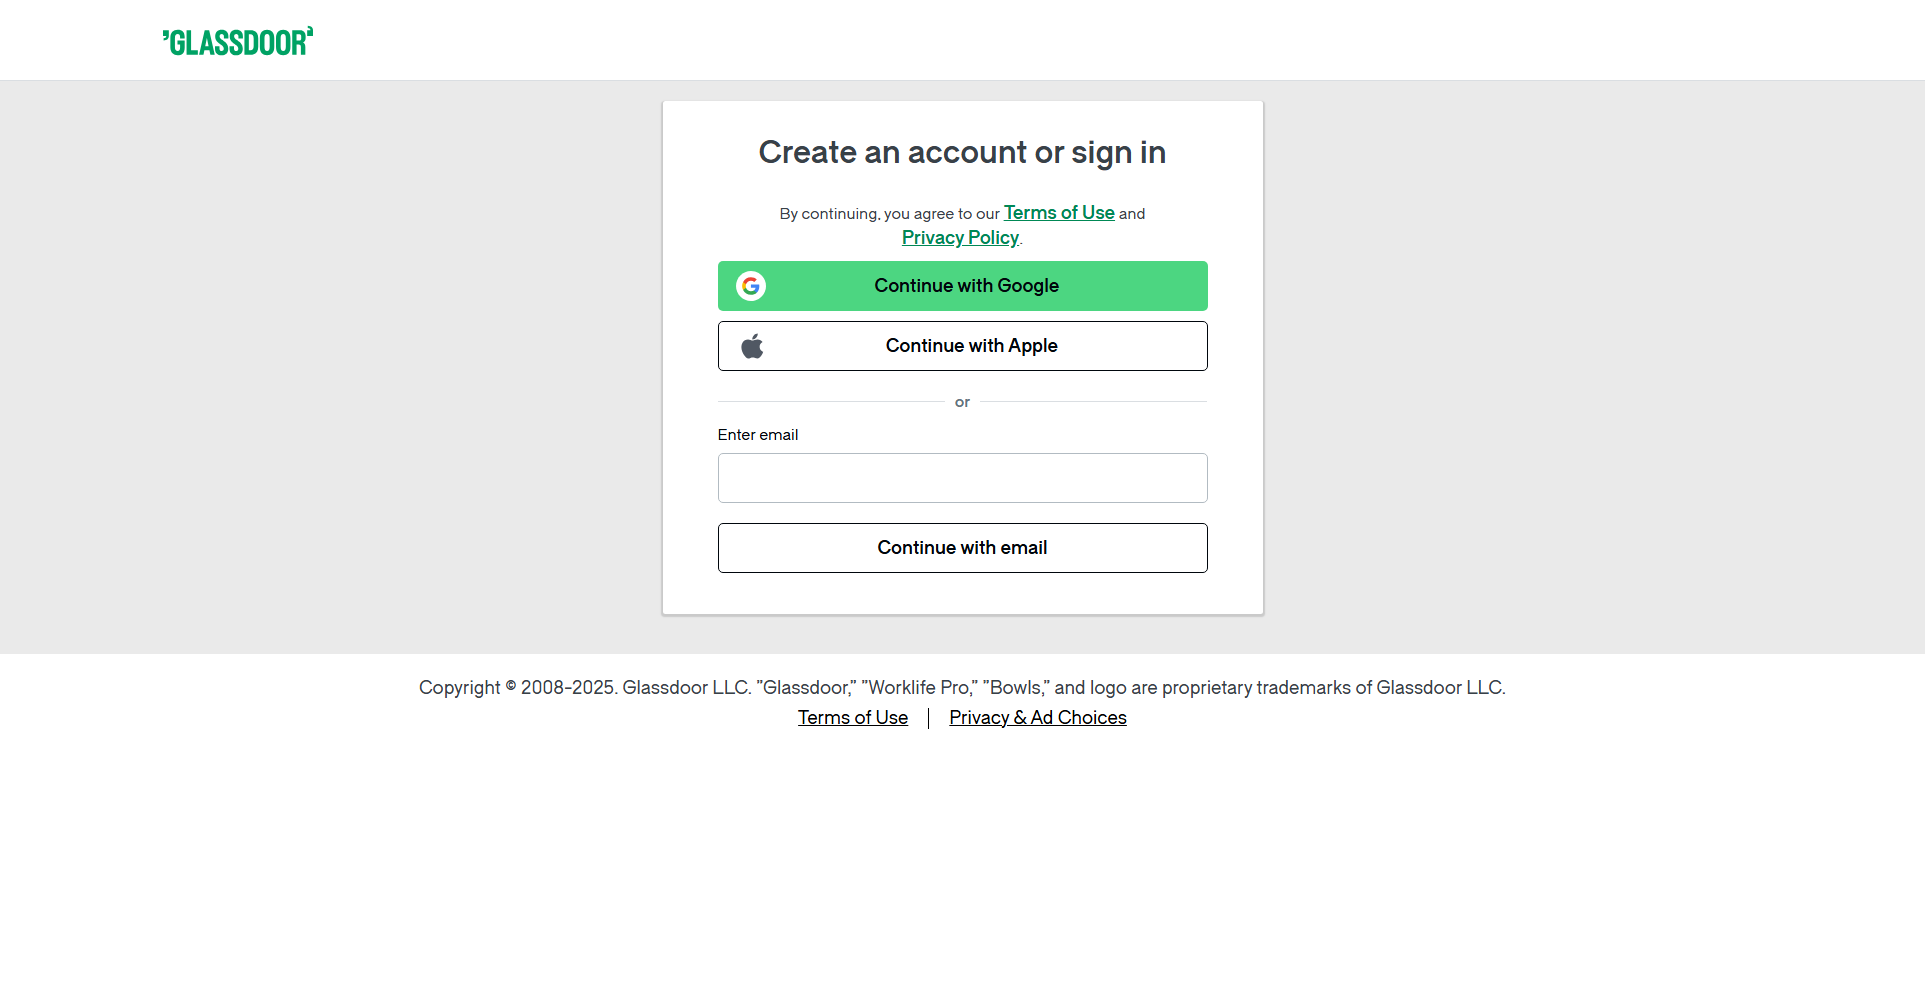 "GLASSDOOR"
Create an account or sign in
By continuing, you agree to our Terms of Use and
Privacy Policy.
Continue with Google
Continue with Apple
or
Enter email
Continue with email
Copyright © 2008-2025. Glassdoor LLC. "Glassdoor," "Worklife Pro," "Bowls," and logo are proprietary trademarks of Glassdoor LLC.
Terms of Use | Privacy & Ad Choices